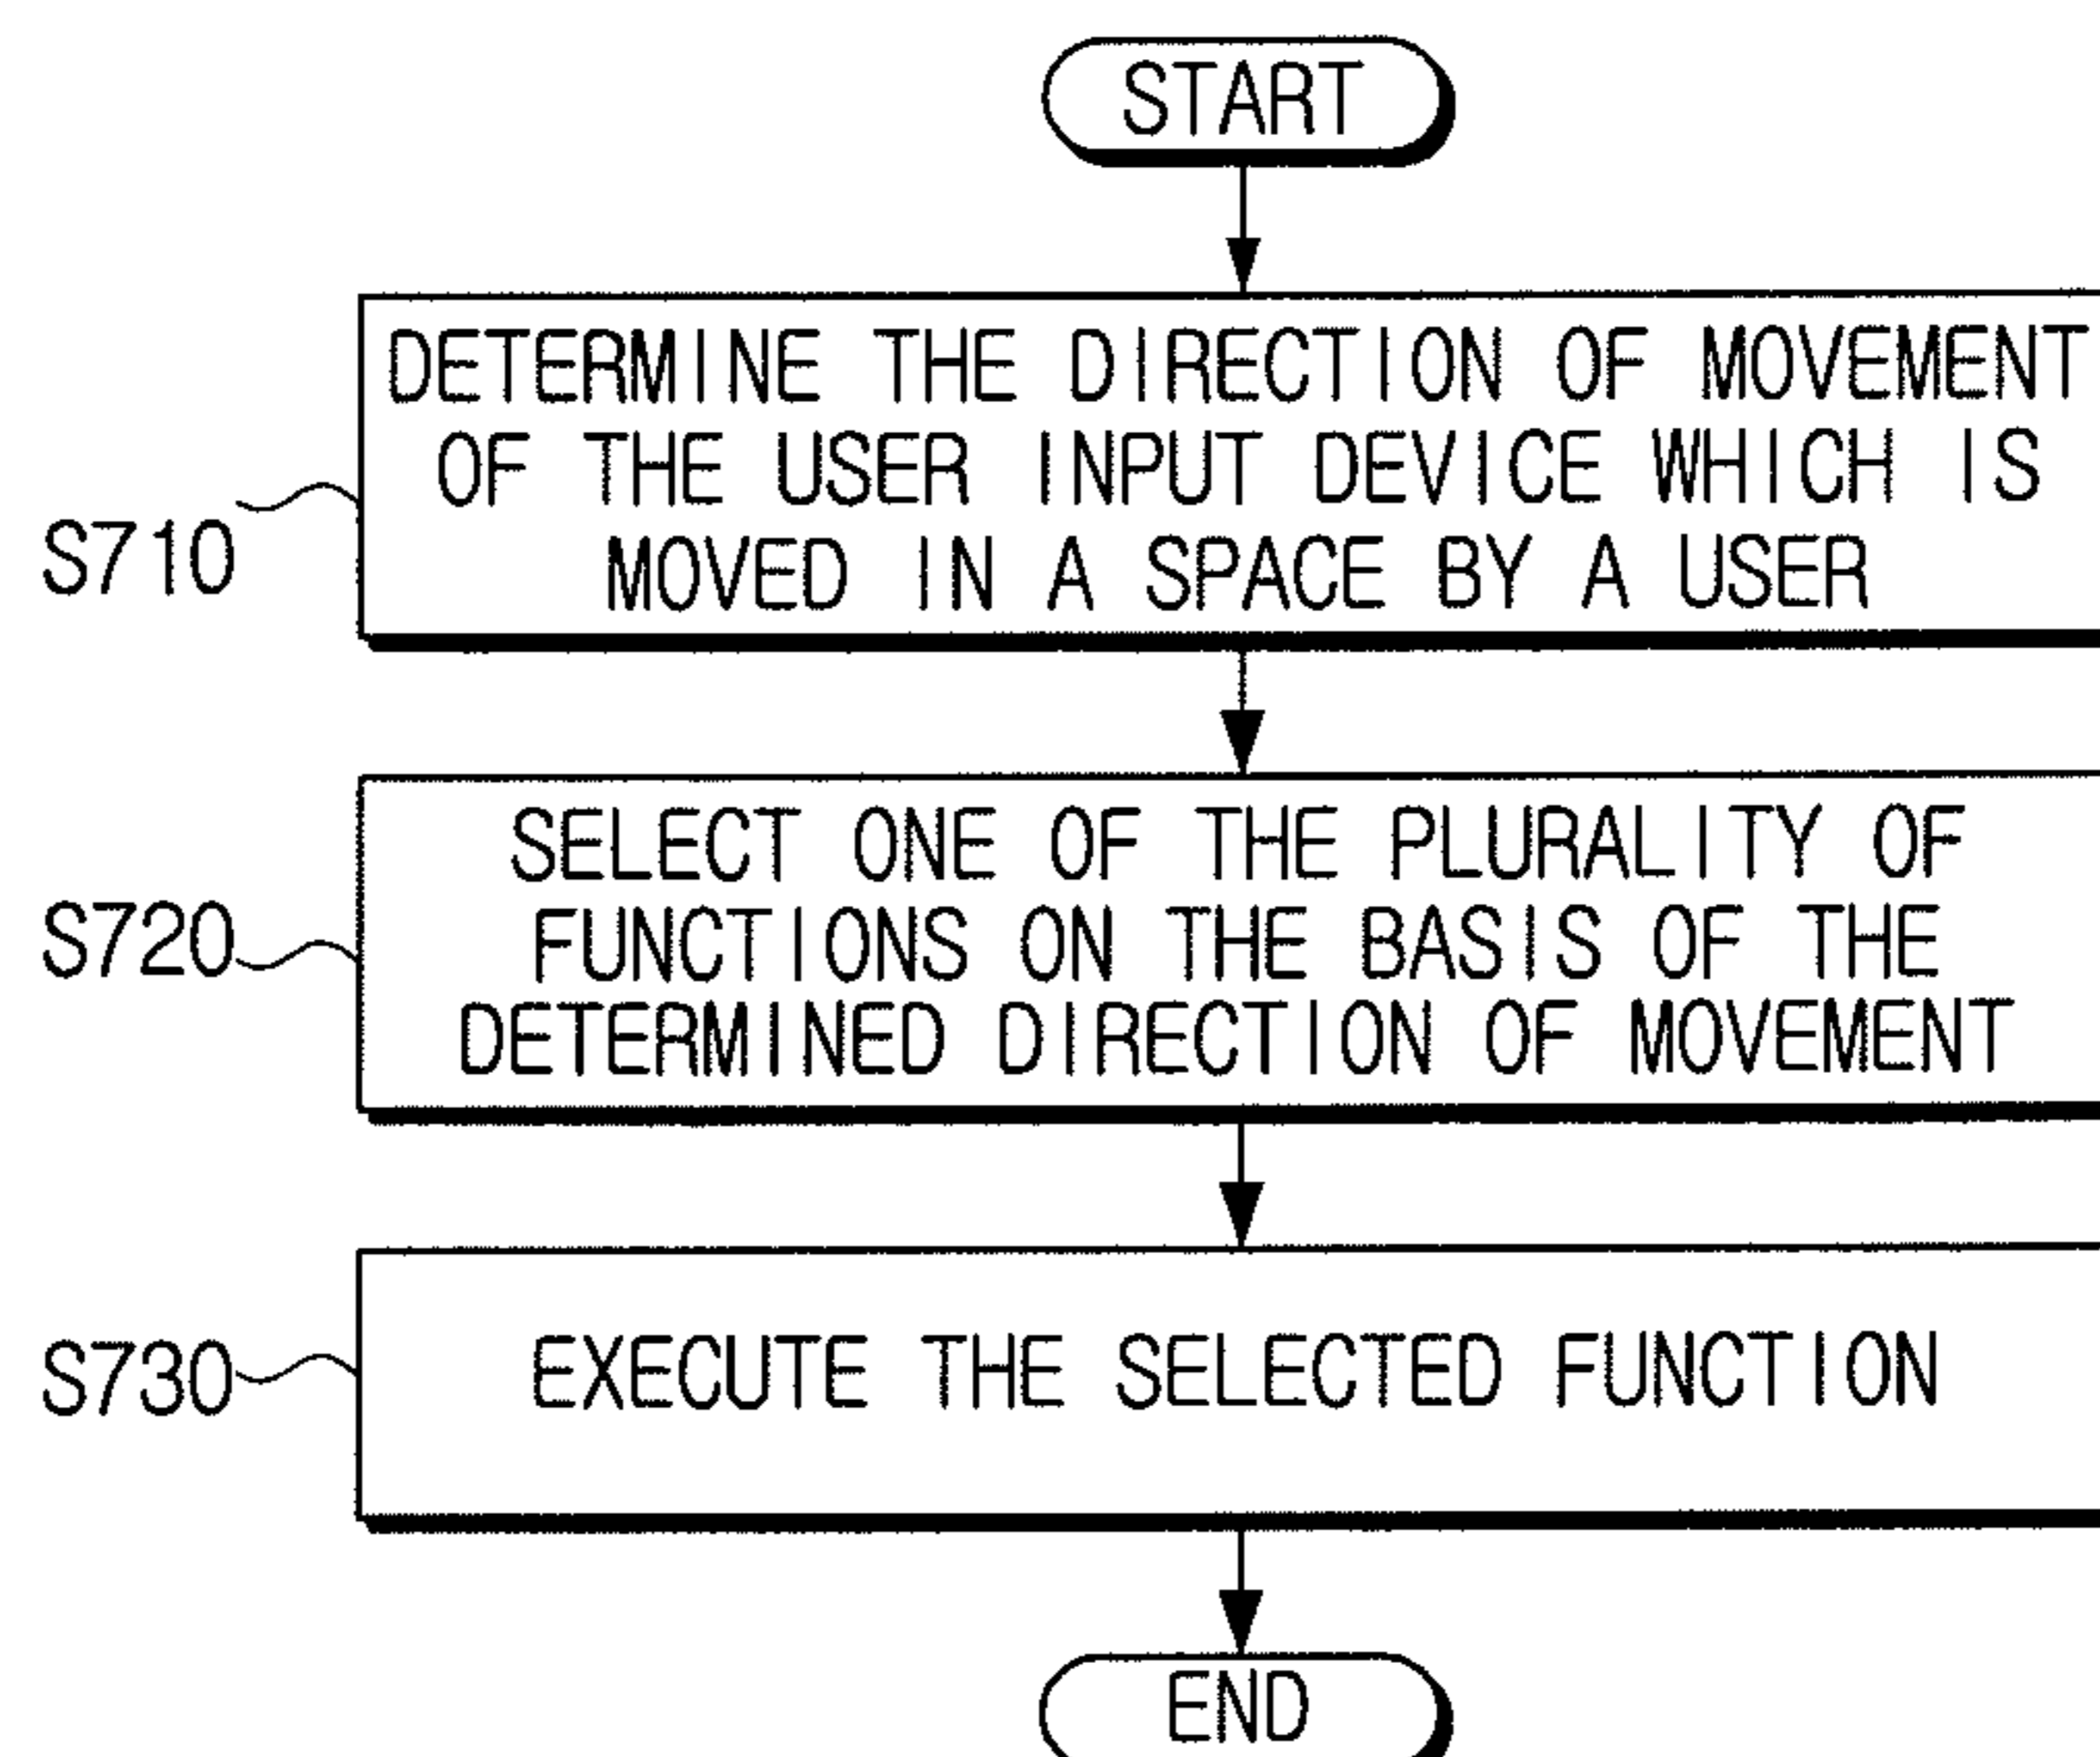 START
DETERMINE THE DIRECTION OF MOVEMENT
OF THE USER INPUT DEVICE WHICH IS
MOVED IN A SPACE BY A USER
S710
SELECT ONE OF THE PLURALITY OF
FUNCTIONS ON THE BASIS OF THE
DETERMINED DIRECTION OF MOVEMENT
S720
EXECUTE THE SELECTED FUNCTION
S730
END